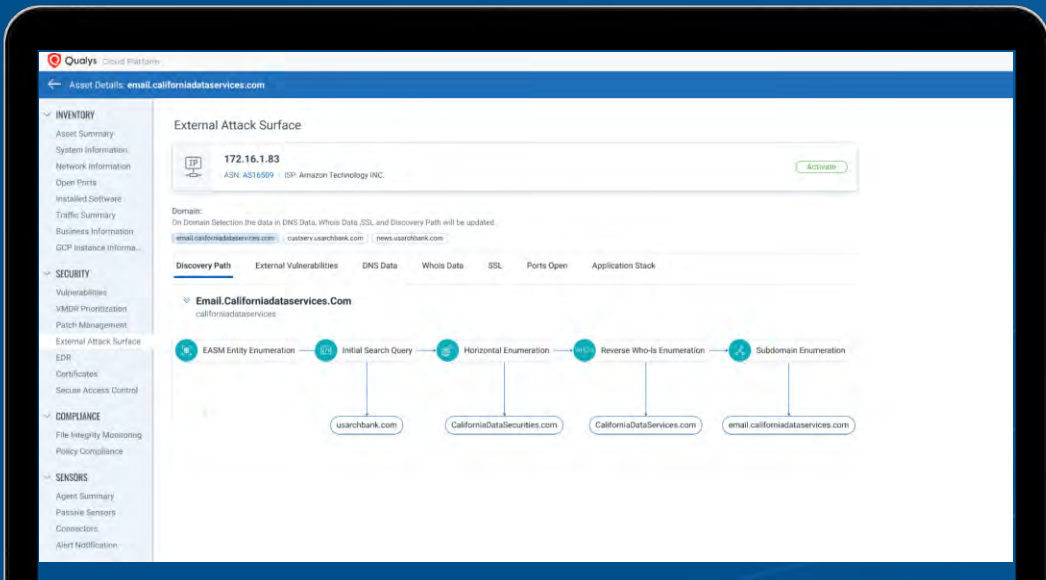 Qualys Cloud Platform
Asset Details: email.californiadataservices.com
INVENTORY
Asset Summary
System Information
Network Information
Open Ports
Installed Software
Traffic Summary
Business Information
GCP Instance Informa...
SECURITY
Vulnerabilities
VMDR Prioritization
Patch Management
External Attack Surface
EDR
Certificates
Secure Access Control
COMPLIANCE
File Integrity Monitoring
Policy Compliance
SENSORS
Agent Summary
Passive Sensors
Connectors
Alert Notification
External Attack Surface
IP
172.16.1.83
ASN: AS16509 ISP: Amazon Technology INC.
Activate
Domain:
On Domain Selection the data in DNS Data, Whois Data ,SSL and Discovery Path will be updated.
email.californiadataservices.com custserv.usarchbank.com news.usarchbank.com
Discovery Path External Vulnerabilities DNS Data Whois Data SSL Ports Open Application Stack
Email.Californiadataservices.Com
californiadataservices
EASM Entity Enumeration Initial Search Query Horizontal Enumeration Reverse Who-Is Enumeration Subdomain Enumeration
usarchbank.com CaliforniaDataSecurities.com CaliforniaDataServices.com email.californiadataservices.com